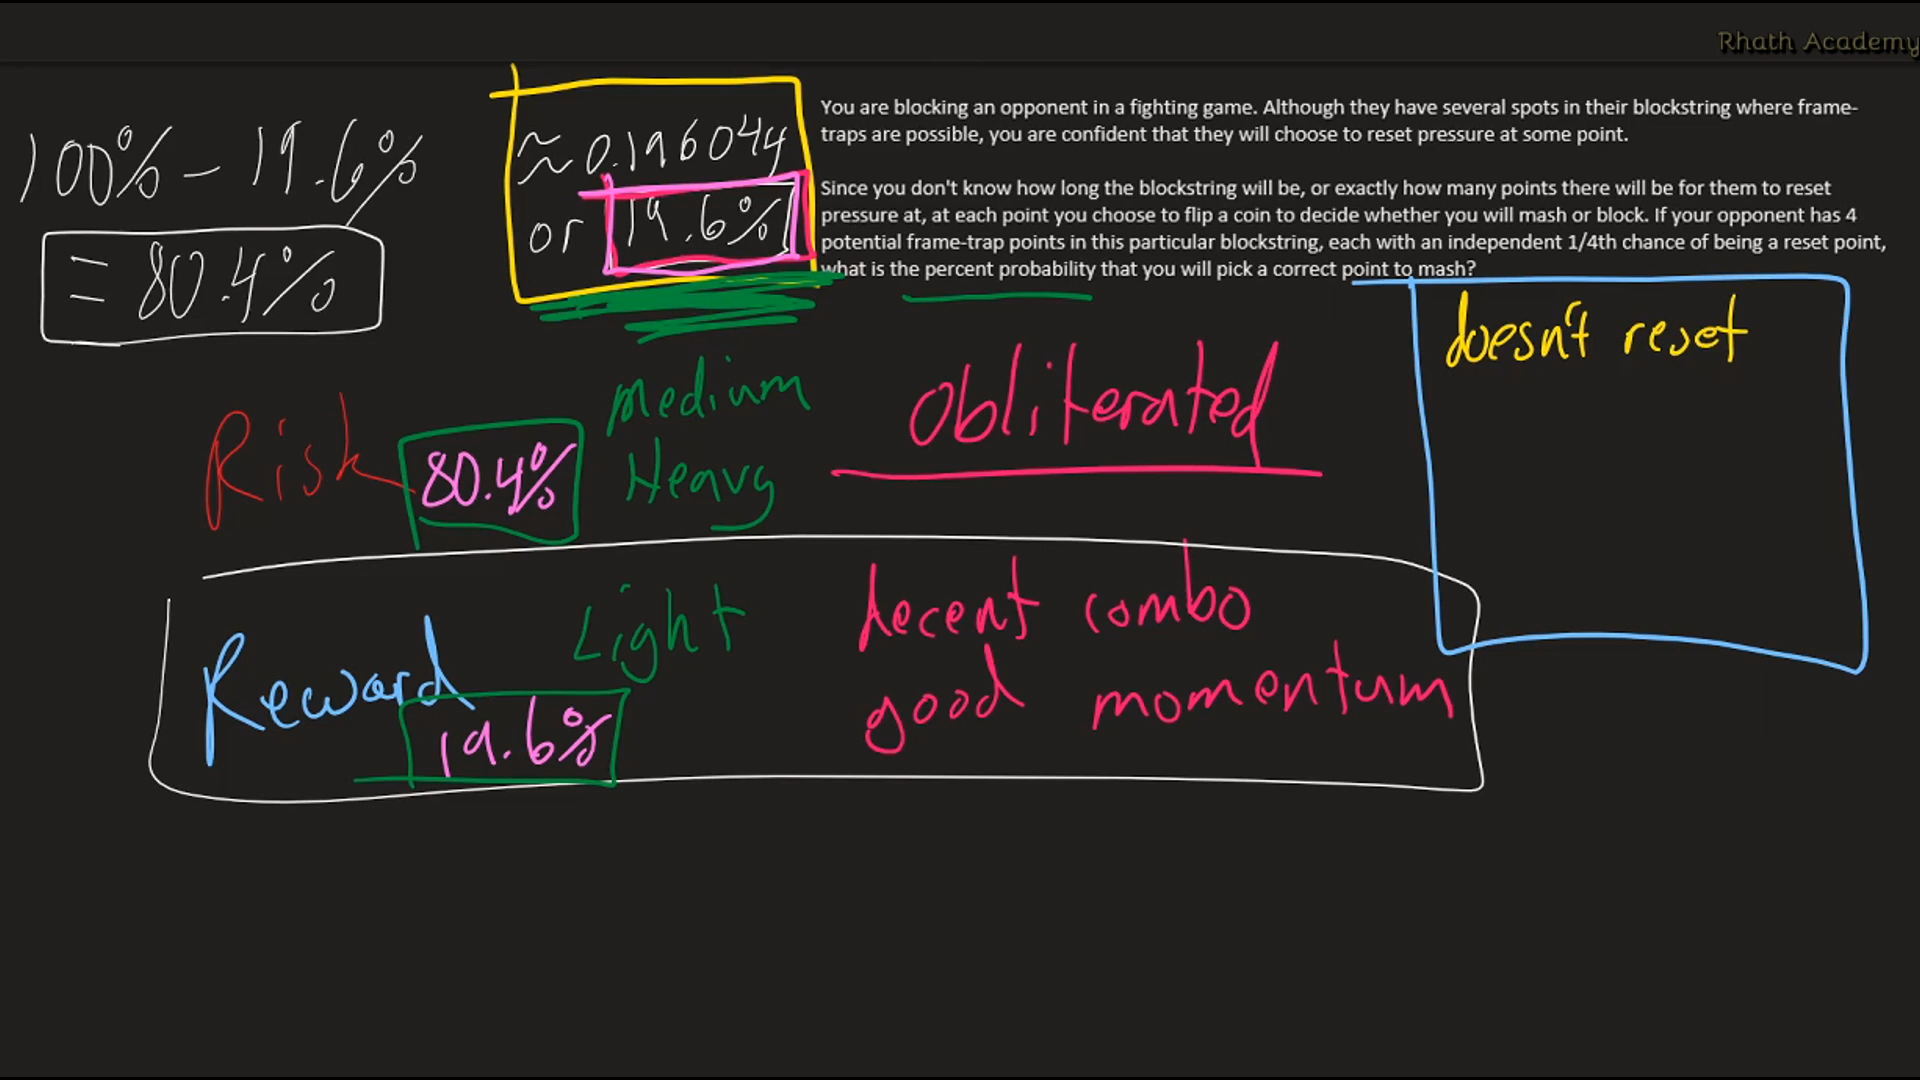 Rhath Academy
100% - 19.6%
= 80.4%
≈ 0.196044
or 19.6%
You are blocking an opponent in a fighting game. Although they have several spots in their blockstring where frame-
traps are possible, you are confident that they will choose to reset pressure at some point.
Since you don't know how long the blockstring will be, or exactly how many points there will be for them to reset
pressure at, at each point you choose to flip a coin to decide whether you will mash or block. If your opponent has 4
potential frame-trap points in this particular blockstring, each with an independent 1/4th chance of being a reset point,
what is the percent probability that you will pick a correct point to mash?
doesn't reset
Risk 80.4%
Medium
Heavy
Obliterated
Reward
19.6%
Light
decent combo
good momentum